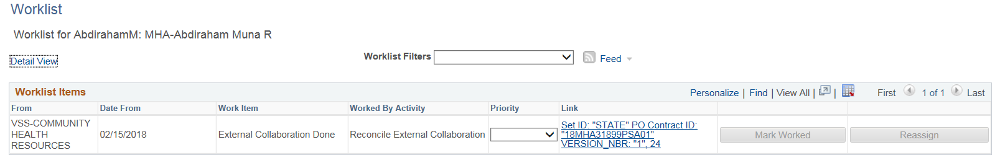 Worklist
Worklist for AbdirahamM: MHA-Abdiraham Muna R
Detail View
Worklist Filters
Feed
Worklist Items
Personalize | Find | View All | |
First 1 of 1 Last
From Date From Work Item Worked By Activity Priority Link
VSS-COMMUNITY
HEALTH
RESOURCES
02/15/2018
External Collaboration Done
Reconcile External Collaboration
Set ID: "STATE" PO Contract ID:
"18MHA31899PSA01"
VERSION_NBR: "1", 24
Mark Worked
Reassign